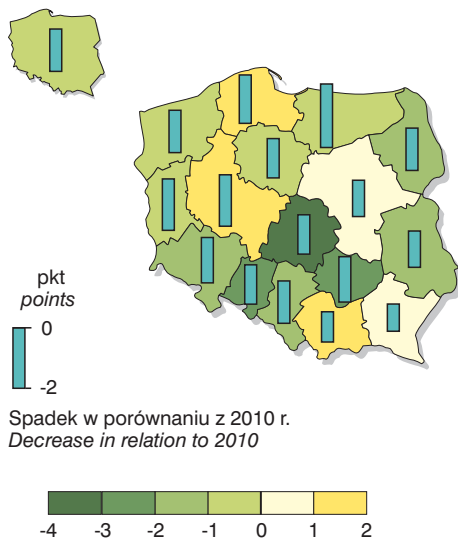 pkt
points
0
-2
Spadek w porównaniu z 2010 r.
Decrease in relation to 2010
-4 -3 -2 -1 0 1 2